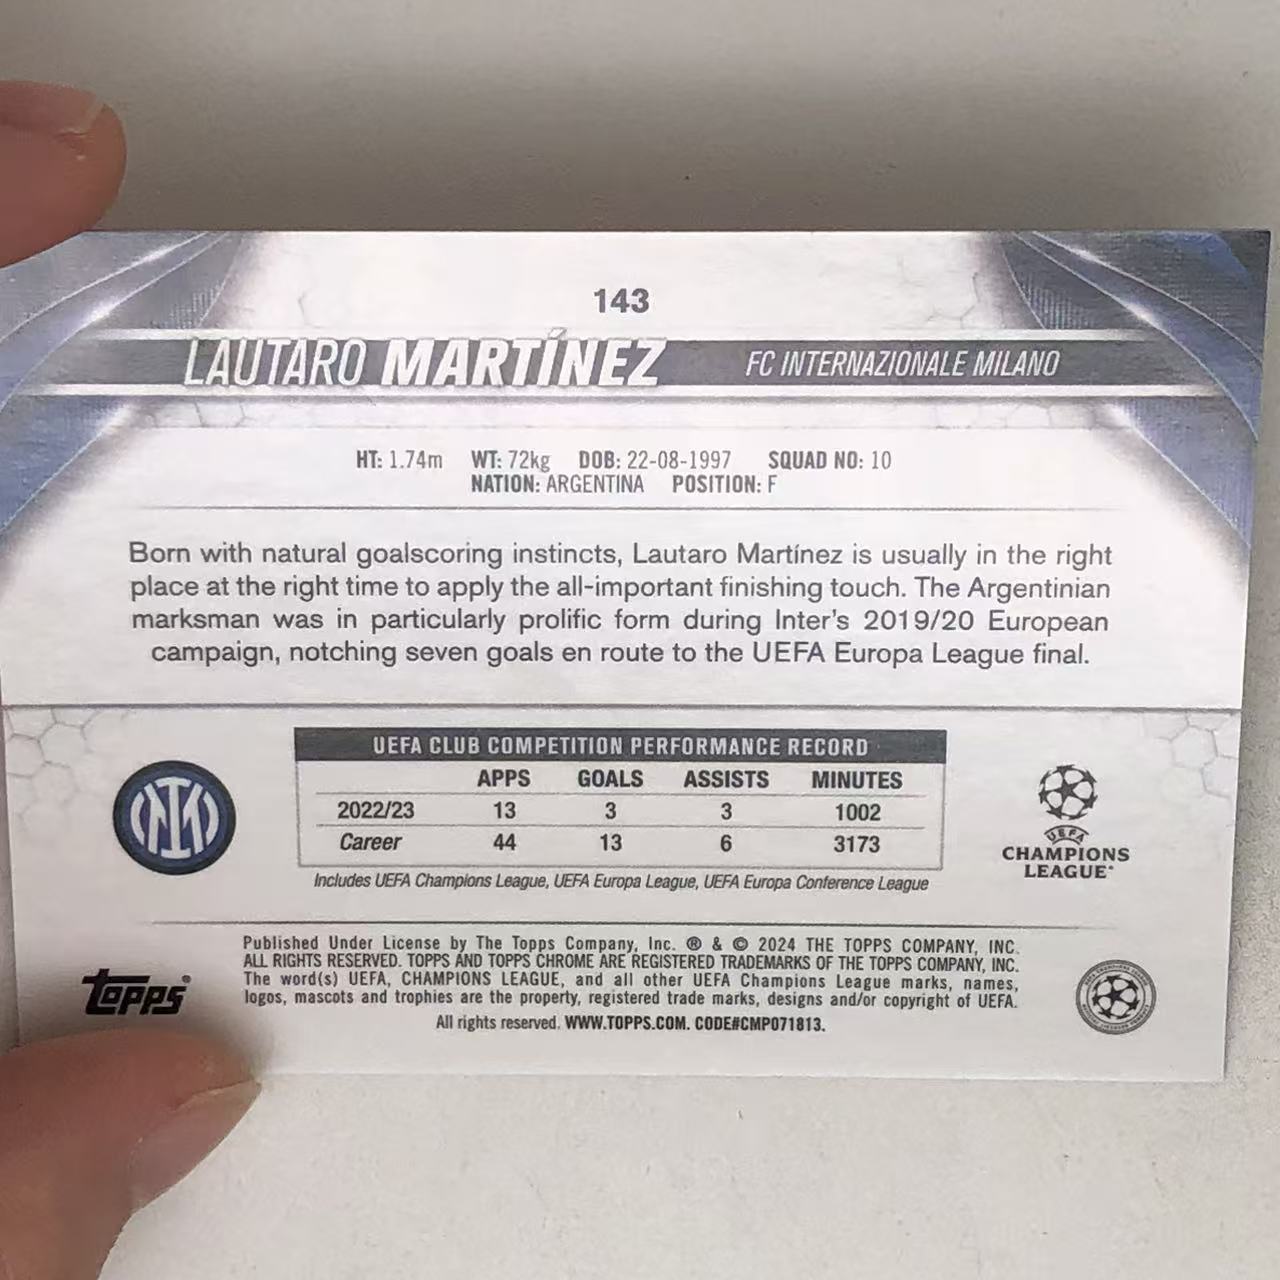 143
LAUTARO MARTÍNEZ FC INTERNAZIONALE MILANO
HT: 1.74m WT: 72kg DOB: 22-08-1997 SQUAD NO: 10
NATION: ARGENTINA POSITION: F
Born with natural goalscoring instincts, Lautaro Martínez is usually in the right
place at the right time to apply the all-important finishing touch. The Argentinian
marksman was in particularly prolific form during Inter's 2019/20 European
campaign, notching seven goals en route to the UEFA Europa League final.
UEFA CLUB COMPETITION PERFORMANCE RECORD
APPS GOALS ASSISTS MINUTES
2022/23 13 3 3 1002
Career 44 13 6 3173
Includes UEFA Champions League, UEFA Europa League, UEFA Europa Conference League
UEFA
CHAMPIONS
LEAGUE
Published Under License by The Topps Company, Inc. ® & © 2024 THE TOPPS COMPANY, INC.
ALL RIGHTS RESERVED. TOPPS AND TOPPS CHROME ARE REGISTERED TRADEMARKS OF THE TOPPS COMPANY, INC.
The word(s) UEFA, CHAMPIONS LEAGUE, and all other UEFA Champions League marks, names,
logos, mascots and trophies are the property, registered trade marks, designs and/or copyright of UEFA.
All rights reserved. WWW.TOPPS.COM. CODE#CMP071813.
topps®